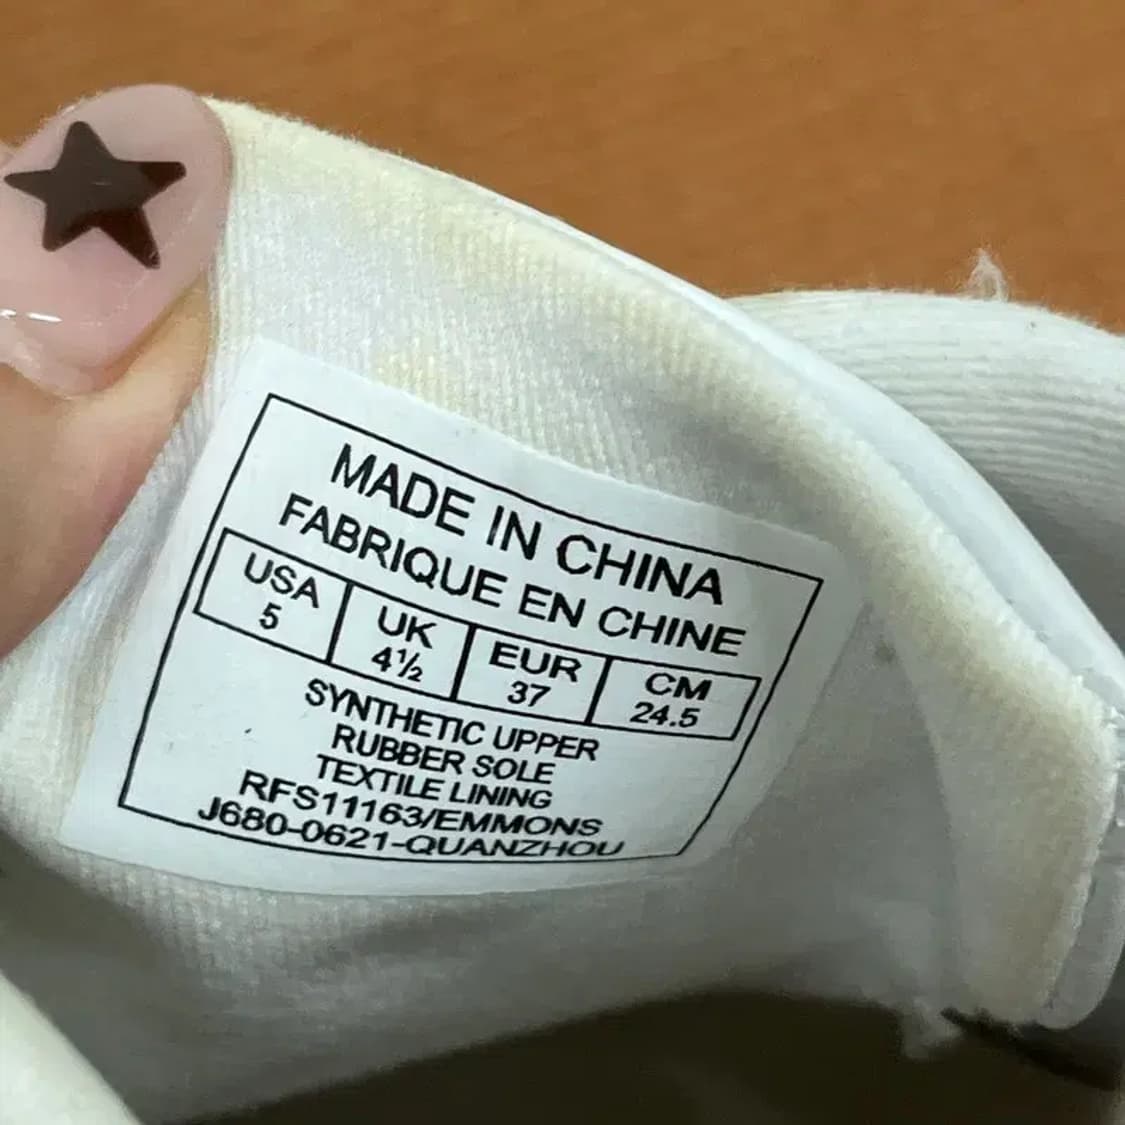 MADE IN CHINA
FABRIQUE EN CHINE
USA UK EUR CM
5 4½ 37 24.5
SYNTHETIC UPPER
RUBBER SOLE
TEXTILE LINING
RFS11163/EMMONS
J680-0621-QUANZHOU